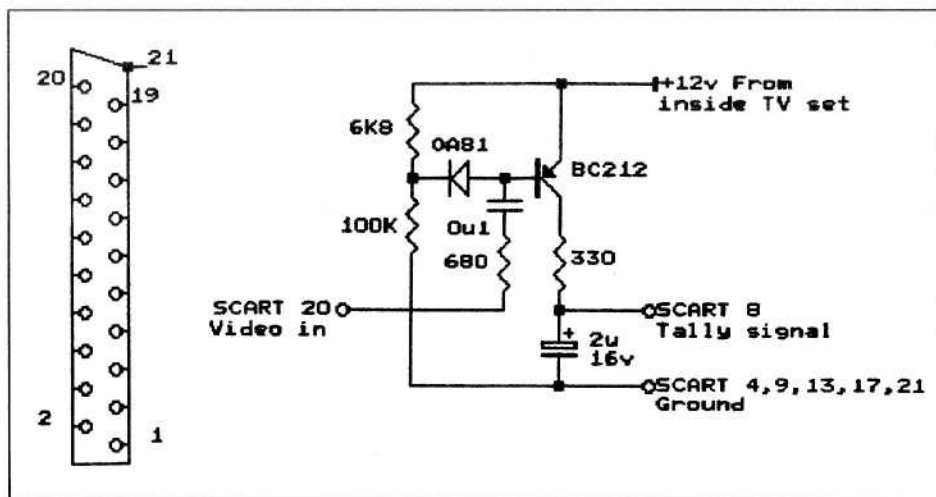 20
21
19
2
1
+12v From
inside TV set
6K8
OA81
BC212
100K
0u1
680
330
SCART 20
Video in
SCART 8
Tally signal
+
2u
16v
SCART 4,9,13,17,21
Ground